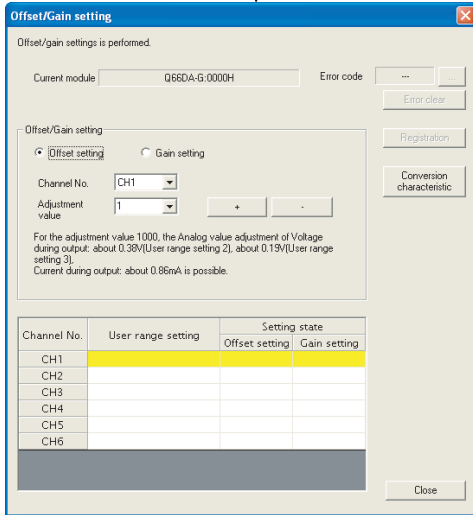 Offset/Gain setting
Offset/gain settings is performed.
Current module Q66DA-G:0000H Error code --- ...
Error clear
Offset/Gain setting
Registration
Offset setting Gain setting
Conversion
characteristic
Channel No. CH1
Adjustment
value 1 + -
For the adjustment value 1000, the Analog value adjustment of Voltage
during output: about 0.38V(User range setting 2), about 0.19V(User range
setting 3),
Current during output: about 0.86mA is possible.
Channel No. User range setting Setting state
Offset setting Gain setting
CH1
CH2
CH3
CH4
CH5
CH6
Close